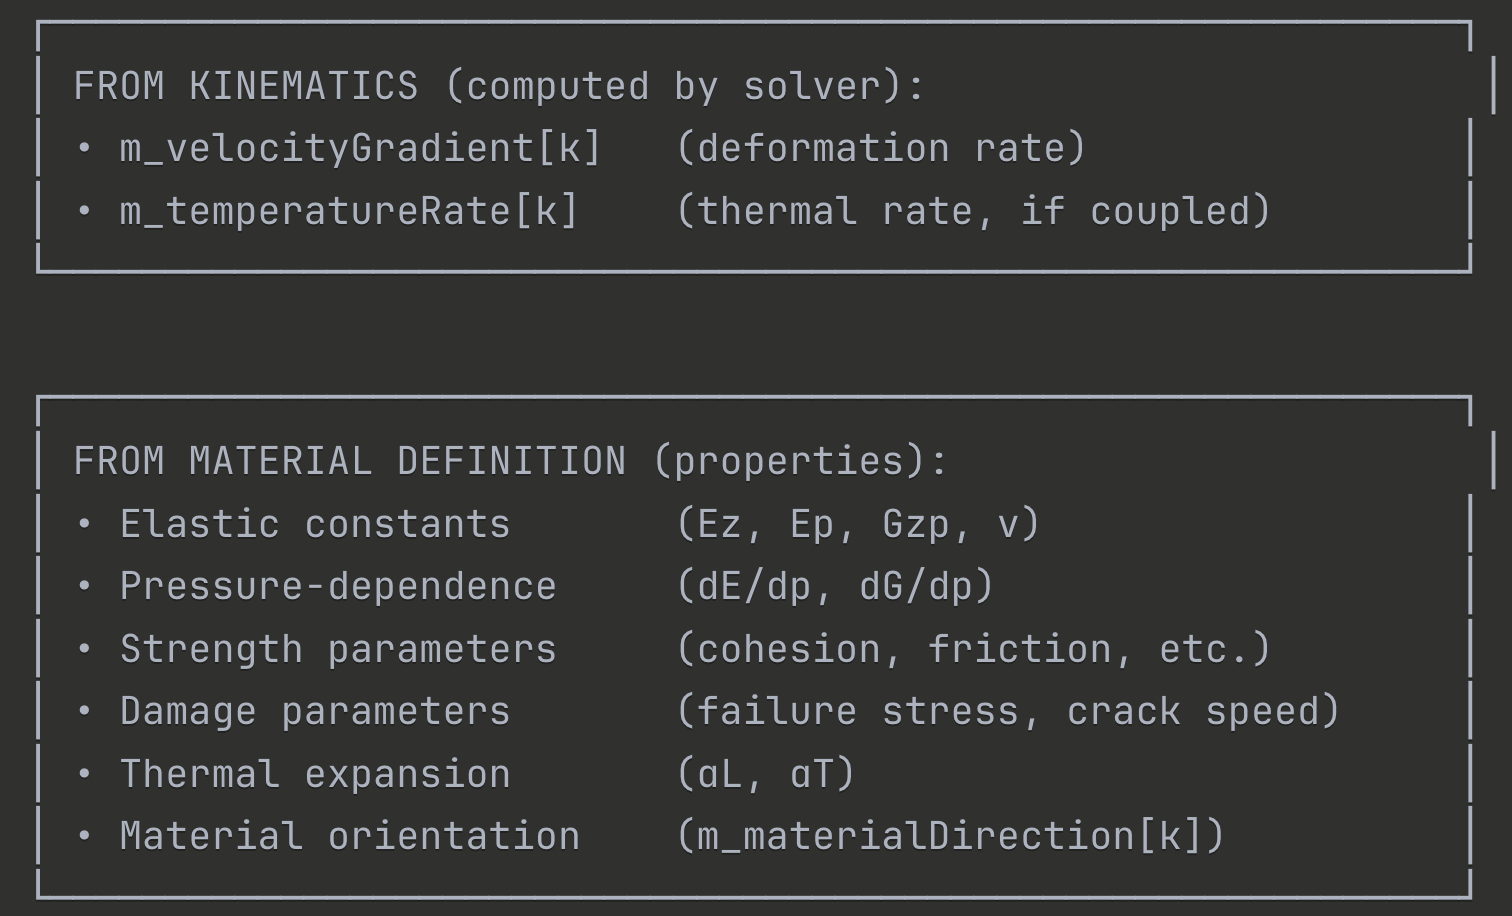 FROM KINEMATICS (computed by solver):
• m_velocityGradient[k] (deformation rate)
• m_temperatureRate[k] (thermal rate, if coupled)
FROM MATERIAL DEFINITION (properties):
• Elastic constants (Ez, Ep, Gzp, ν)
• Pressure-dependence (dE/dp, dG/dp)
• Strength parameters (cohesion, friction, etc.)
• Damage parameters (failure stress, crack speed)
• Thermal expansion (αL, αT)
• Material orientation (m_materialDirection[k])